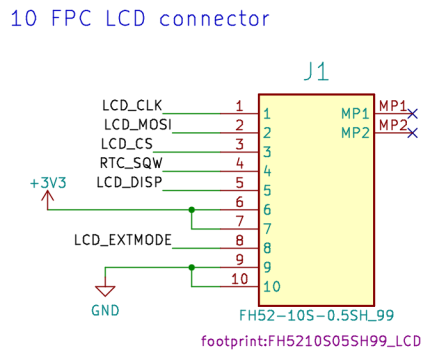 10 FPC LCD connector
J1
LCD_CLK 1 1 MP1 MP1
LCD_MOSI 2 2 MP2 MP2
LCD_CS 3 3
RTC_SQW 4 4
LCD_DISP 5 5
+3V3 6 6
7 7
LCD_EXTMODE 8 8
9 9
10 10
GND
FH52-10S-0.5SH_99
footprint:FH5210S05SH99_LCD